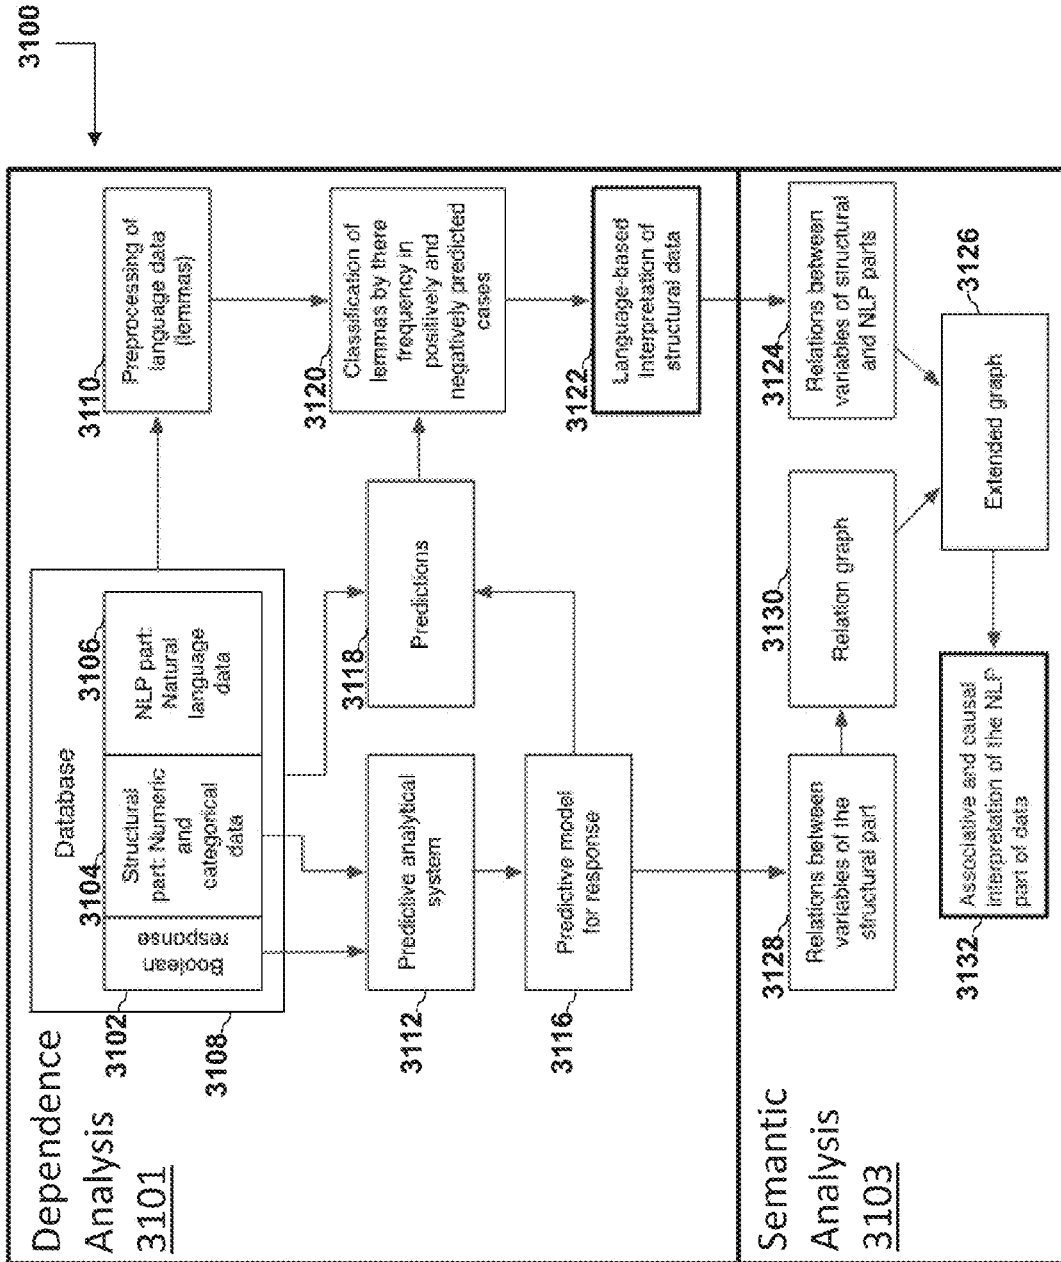 3100
Dependence
Analysis
3101
Database
3102
Boolean
response
3104
Structural
part: Numeric
and
categorical
data
3106
NLP part:
Natural
language
data
3108
3110
Preprocessing of
language data
(lemmas)
3112
Predictive analytical
system
3116
Predictive model
for response
3118
Predictions
3120
Classification of
lemmas by there
frequency in
positively and
negatively predicted
cases
3122
Language-based
Interpretation of
structural data
Semantic
Analysis
3103
3128
Relations between
variables of the
structural part
3130
Relation graph
3124
Relations between
variables of structural
and NLP parts
3126
Extended graph
3132
Associative and causal
interpretation of the NLP
part of data